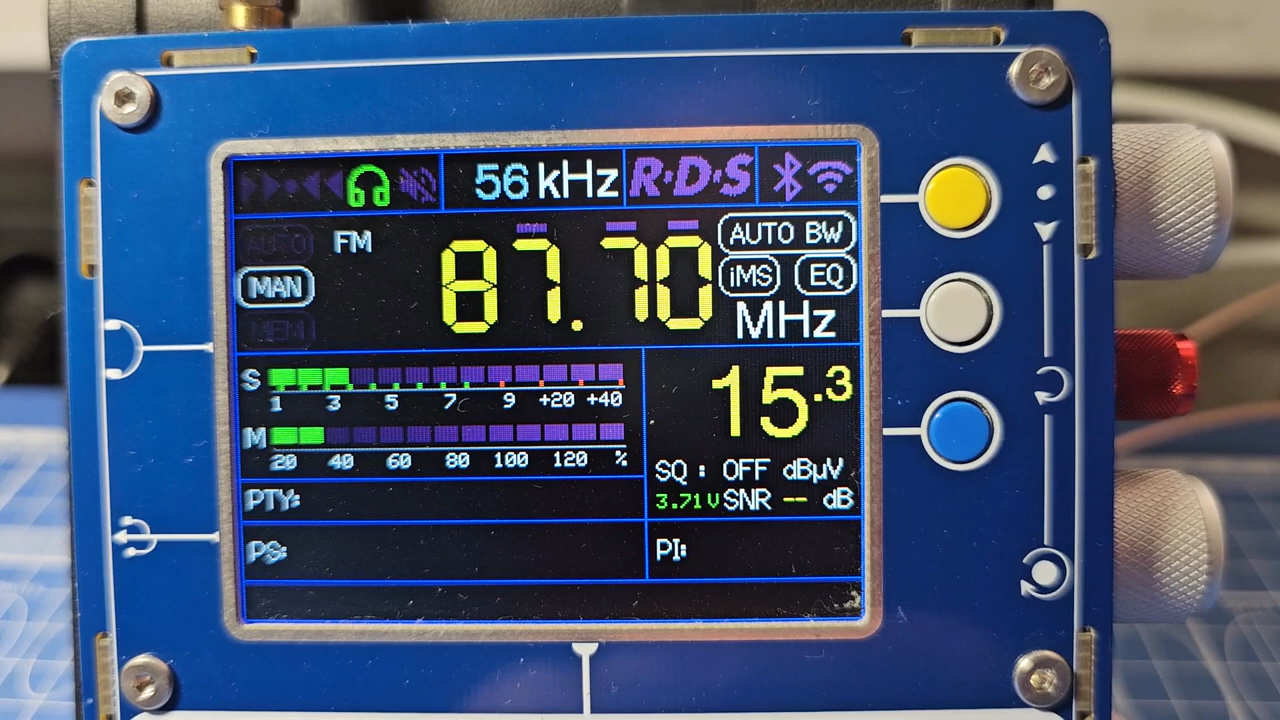 56 kHz R·D·S
AUTO FM 87.70 AUTO BW
MAN iMS EQ
MEM MHz
S
1 3 5 7 9 +20 +40
15.3
M
20 40 60 80 100 120 %
SQ : OFF dBµV
PTY: 3.71V SNR -- dB
PS: PI: